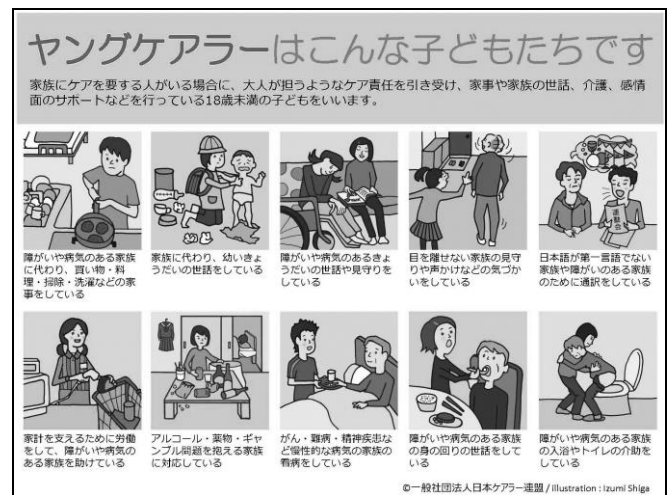 ヤングケアラーはこんな子どもたちです
家族にケアを要する人がいる場合に、大人が担うようなケア責任を引き受け、家事や家族の世話、介護、感情
面のサポートなどを行っている18歳未満の子どもをいいます。
障がいや病気のある家族
に代わり、買い物・料
理・掃除・洗濯などの家
事をしている
家族に代わり、幼いきょ
うだいの世話をしている
障がいや病気のあるきょ
うだいの世話や見守りを
している
目を離せない家族の見守
りや声かけなどの気づか
いをしている
日本語が第一言語でない
家族や障がいのある家族
のために通訳をしている
運動会
家計を支えるために労働
をして、障がいや病気の
ある家族を助けている
アルコール・薬物・ギャ
ンブル問題を抱える家族
に対応している
がん・難病・精神疾患な
ど慢性的な病気の家族の
看病をしている
障がいや病気のある家族
の身の回りの世話をして
いる
障がいや病気のある家族
の入浴やトイレの介助を
している
©一般社団法人日本ケアラー連盟 / Illustration : Izumi Shiga